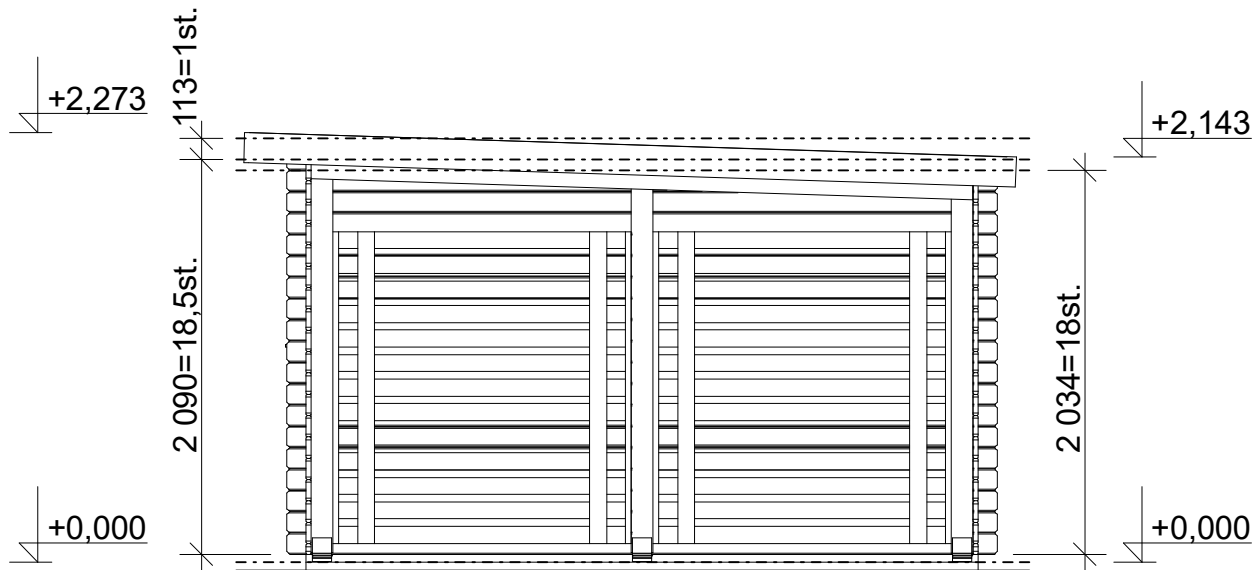 113=1st.
+2,273
+2,143
2 090=18,5st.
2 034=18st.
+0,000
+0,000